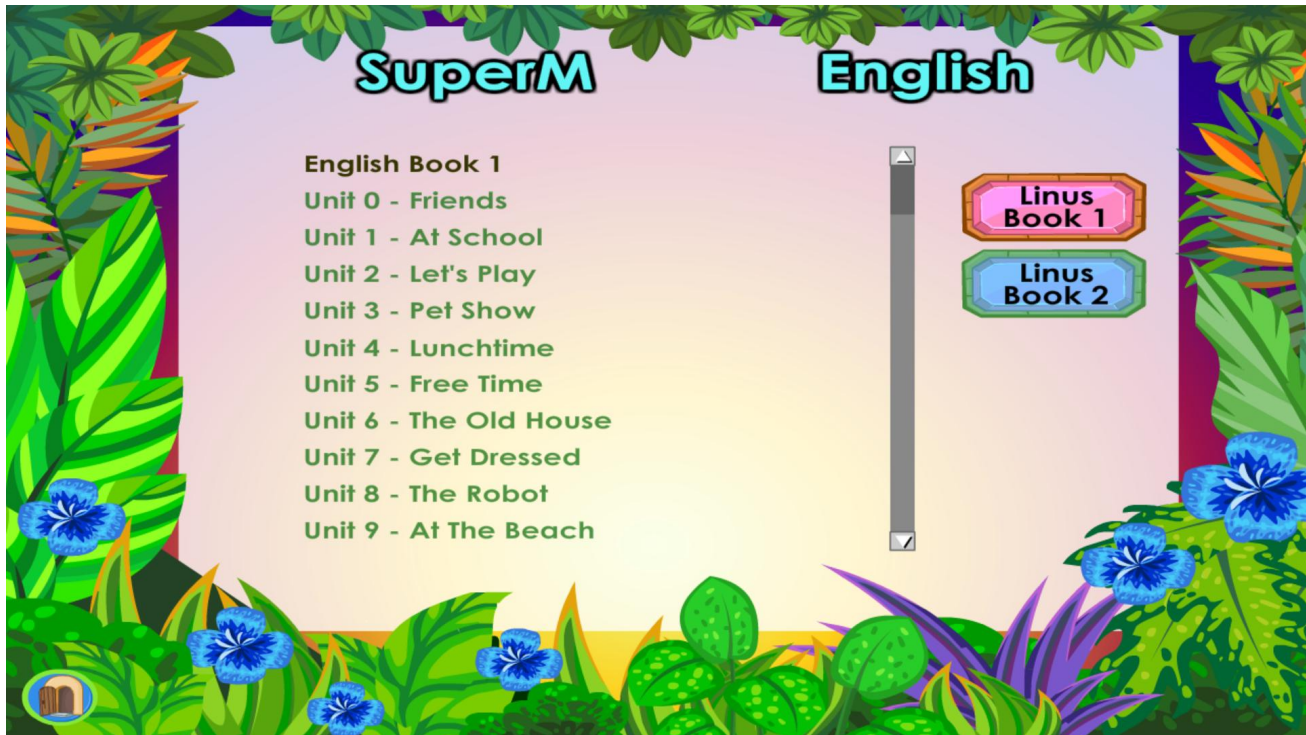 SuperM English
English Book 1
Unit 0 - Friends
Unit 1 - At School
Unit 2 - Let's Play
Unit 3 - Pet Show
Unit 4 - Lunchtime
Unit 5 - Free Time
Unit 6 - The Old House
Unit 7 - Get Dressed
Unit 8 - The Robot
Unit 9 - At The Beach
Linus
Book 1
Linus
Book 2